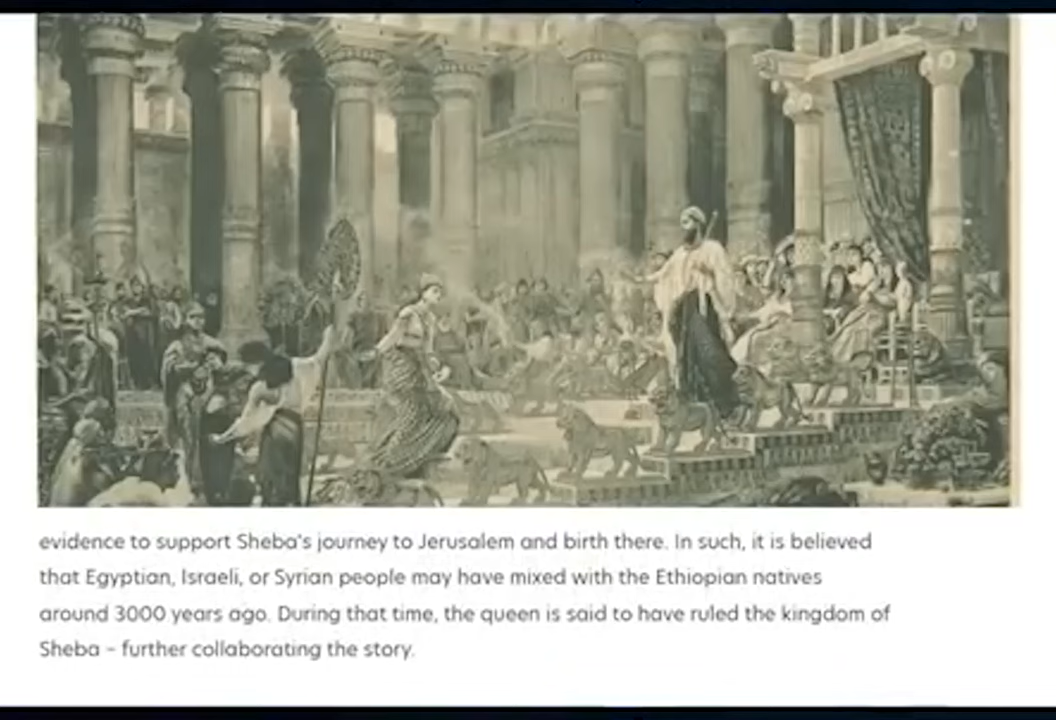 evidence to support Sheba's journey to Jerusalem and birth there. In such, it is believed
that Egyptian, Israeli, or Syrian people may have mixed with the Ethiopian natives
around 3000 years ago. During that time, the queen is said to have ruled the kingdom of
Sheba – further collaborating the story.